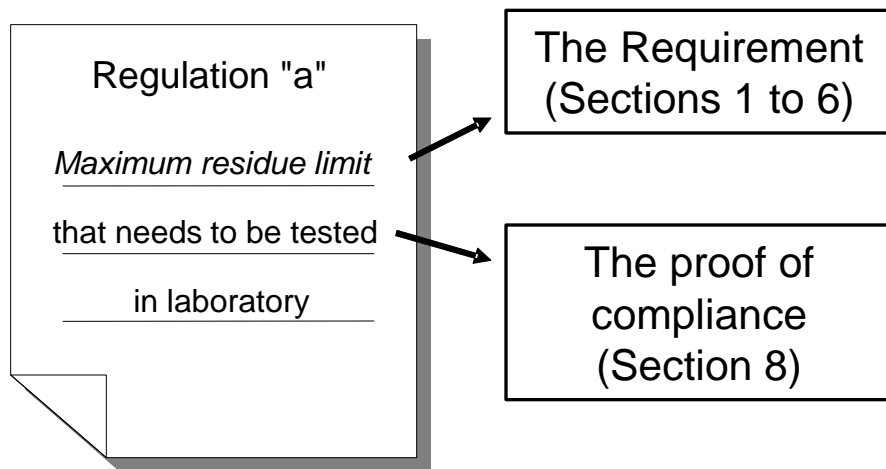 Regulation "a"
Maximum residue limit
that needs to be tested
in laboratory
The Requirement
(Sections 1 to 6)
The proof of
compliance
(Section 8)